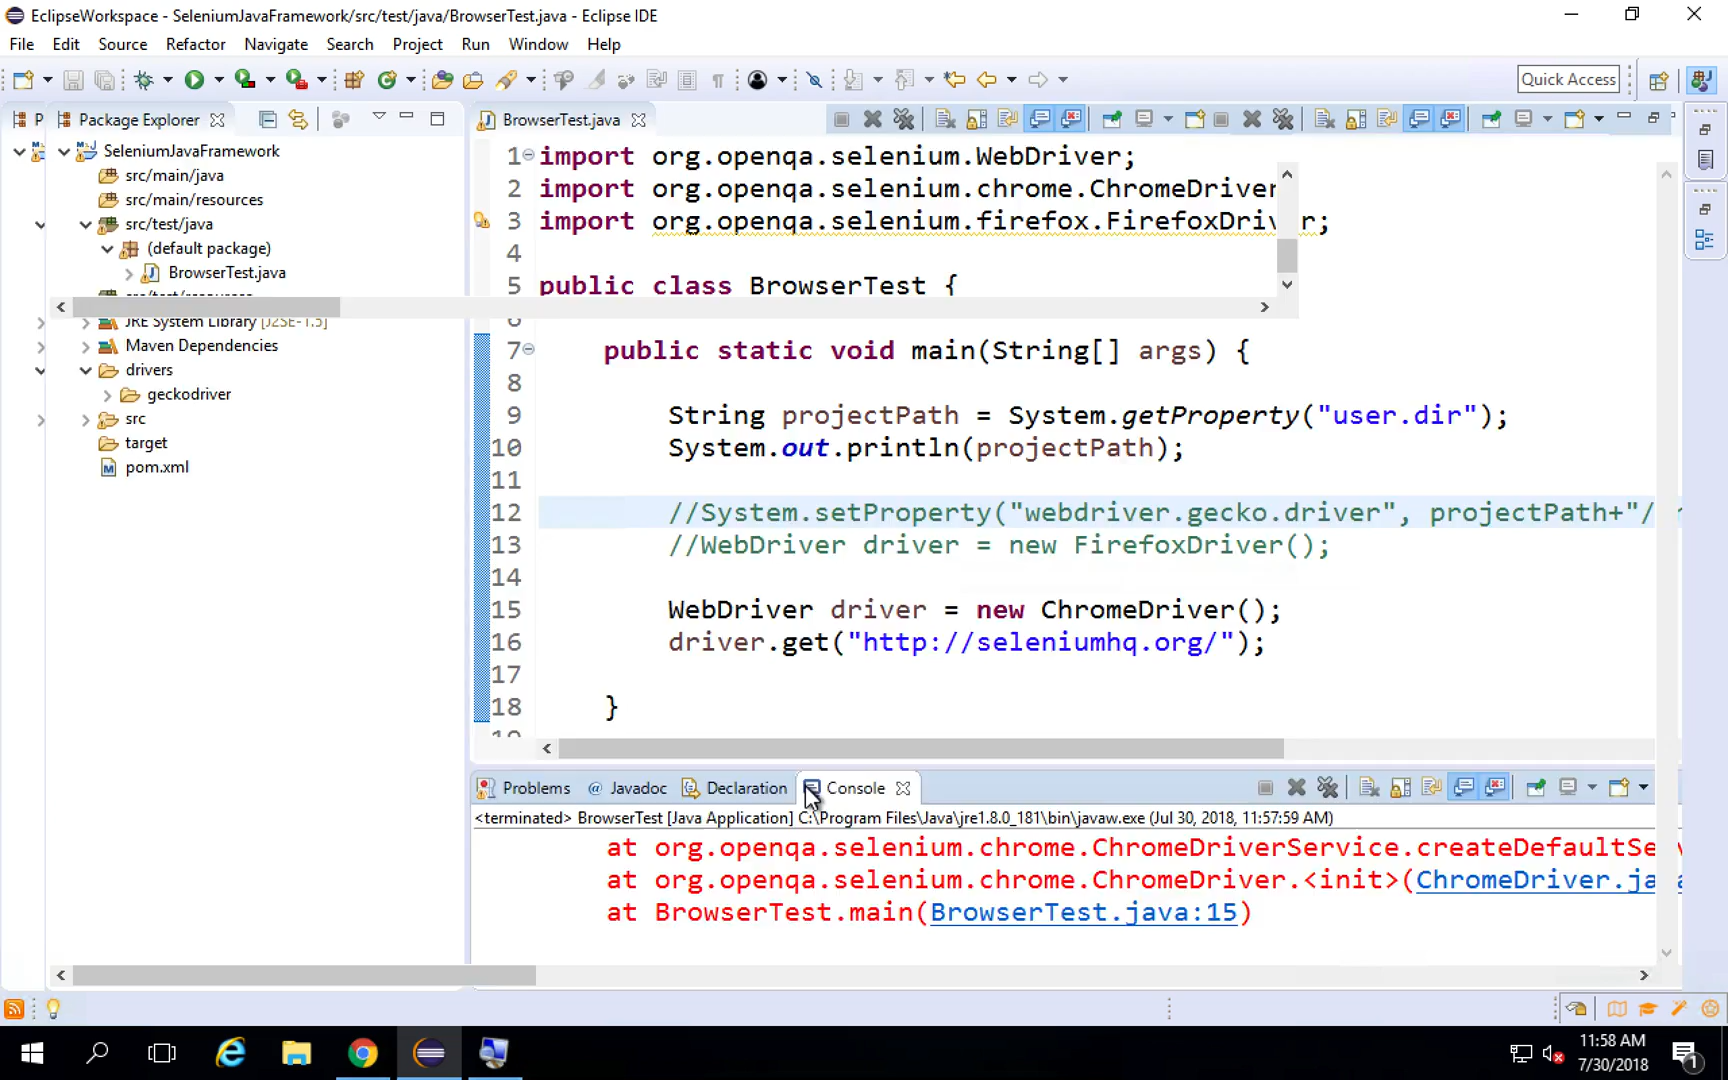 EclipseWorkspace - SeleniumJavaFramework/src/test/java/BrowserTest.java - Eclipse IDE
File Edit Source Refactor Navigate Search Project Run Window Help
Quick Access
P Package Explorer
SeleniumJavaFramework
src/main/java
src/main/resources
src/test/java
(default package)
BrowserTest.java
JRE System Library [J2SE-1.5]
Maven Dependencies
drivers
geckodriver
src
target
pom.xml
BrowserTest.java
1 import org.openqa.selenium.WebDriver;
2 import org.openqa.selenium.chrome.ChromeDriver
3 import org.openqa.selenium.firefox.FirefoxDriver;
4
5 public class BrowserTest {
6
7 public static void main(String[] args) {
8
9 String projectPath = System.getProperty("user.dir");
10 System.out.println(projectPath);
11
12 //System.setProperty("webdriver.gecko.driver", projectPath+"/
13 //WebDriver driver = new FirefoxDriver();
14
15 WebDriver driver = new ChromeDriver();
16 driver.get("http://seleniumhq.org/");
17
18 }
Problems @ Javadoc Declaration Console
<terminated> BrowserTest [Java Application] C:\Program Files\Java\jre1.8.0_181\bin\javaw.exe (Jul 30, 2018, 11:57:59 AM)
at org.openqa.selenium.chrome.ChromeDriverService.createDefaultSe
at org.openqa.selenium.chrome.ChromeDriver.<init>(ChromeDriver.ja
at BrowserTest.main(BrowserTest.java:15)
11:58 AM
7/30/2018
1